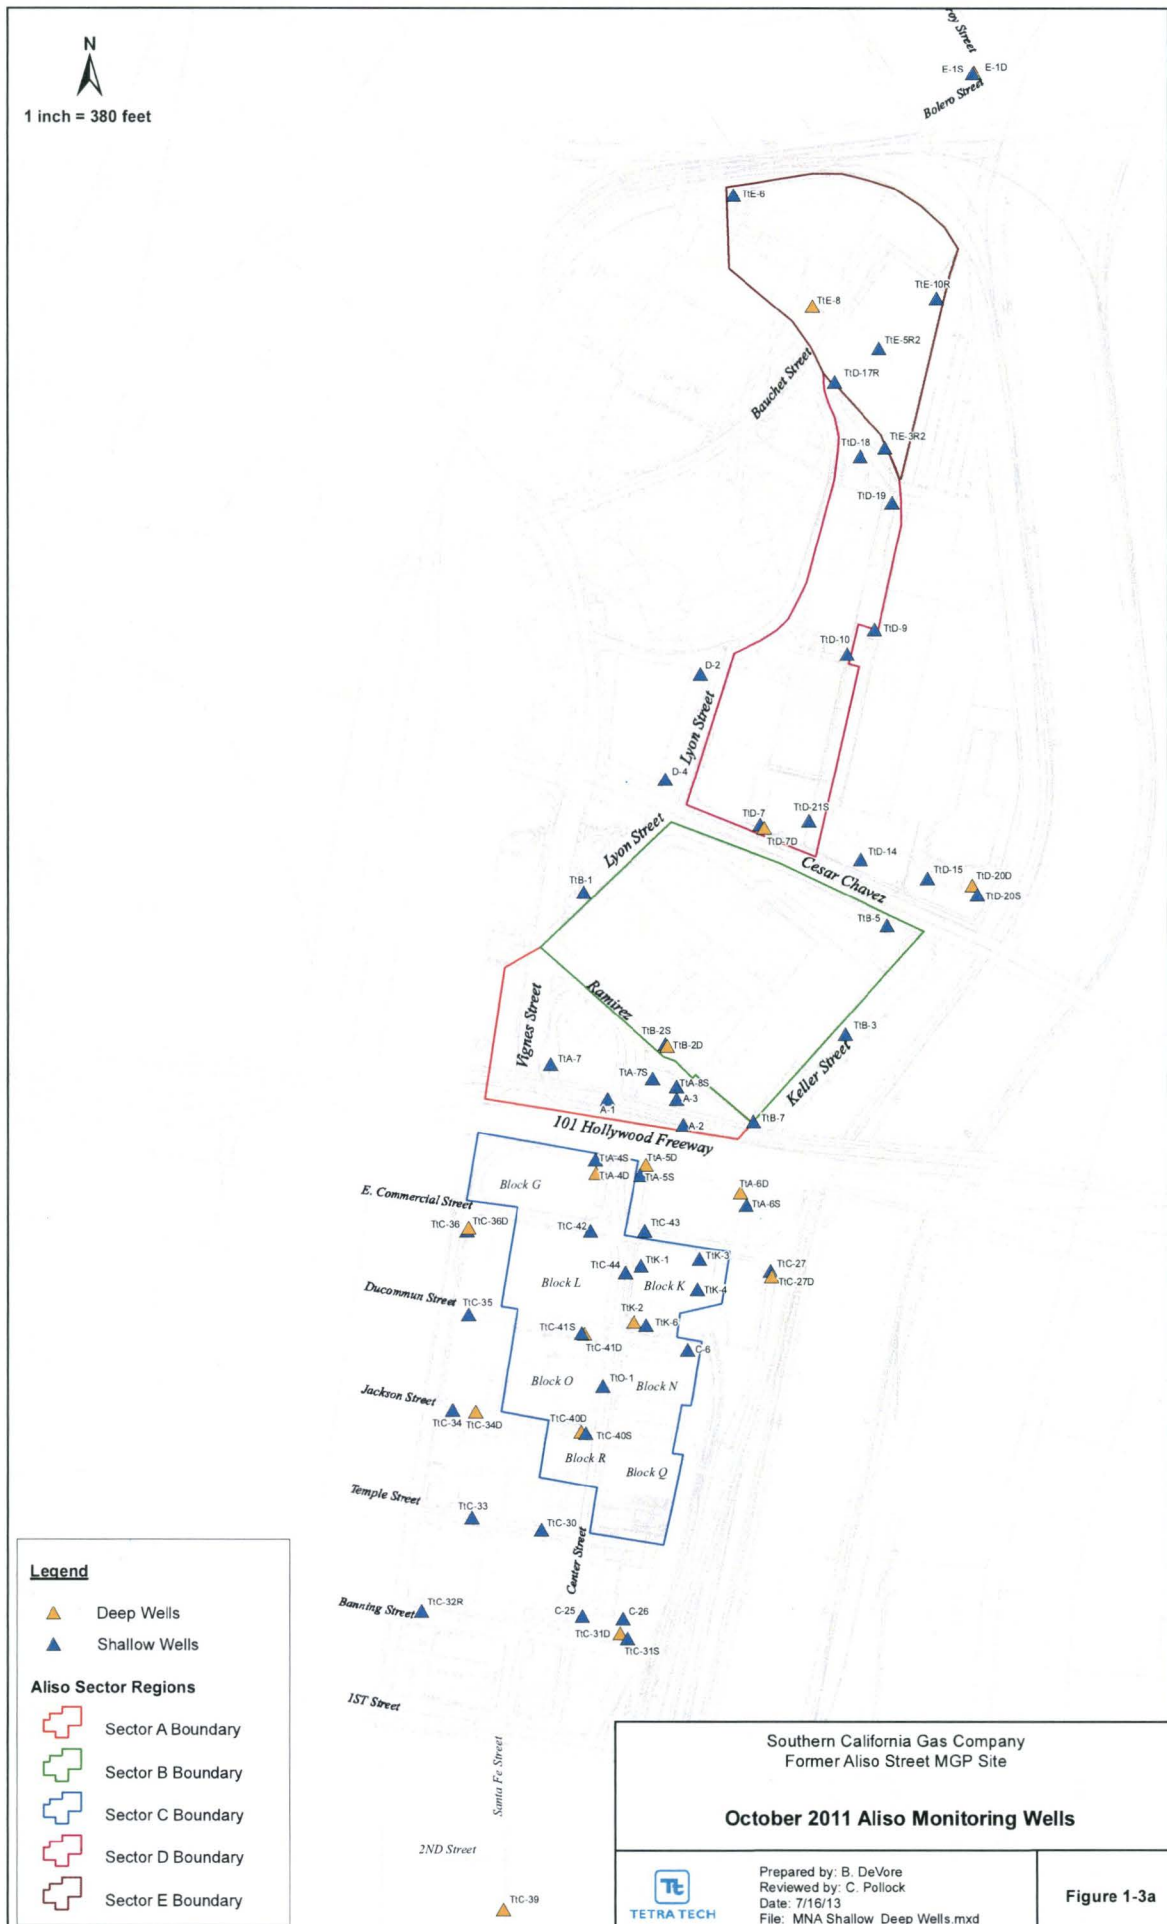 N
1 inch = 380 feet
roy Street
E-1S
E-1D
Bolero Street
TtE-6
TtE-10R
TtE-8
TtE-5R2
Bauchet Street
TtD-17R
TtE-3R2
TtD-18
TtD-19
TtD-9
TtD-10
D-2
Lyon Street
D-4
TtD-21S
TtD-7
TtD-7D
Lyon Street
TtD-14
Cesar Chavez
TtD-15
TtD-20D
TtD-20S
TtB-1
TtB-5
Ramirez
Vignes Street
TtB-2S
TtB-2D
TtB-3
TtA-7
TtA-7S
TtA-8S
A-3
Keller Street
A-1
A-2
TtB-7
101 Hollywood Freeway
TtA-4S
TtA-5D
TtA-4D
TtA-5S
Block G
TtA-6D
TtA-6S
E. Commercial Street
TtC-36D
TtC-36
TtC-42
TtC-43
TtK-3
TtC-27
TtC-27D
TtK-1
TtC-44
Block L
Block K
TtK-4
Ducommun Street
TtC-35
TtK-2
TtK-6
TtC-41S
TtC-41D
C-6
Block O
TtO-1
Block N
Jackson Street
TtC-34
TtC-34D
TtC-40D
TtC-40S
Block R
Block Q
Temple Street
TtC-33
TtC-30
Center Street
Banning Street
TtC-32R
C-25
C-26
TtC-31D
TtC-31S
1ST Street
Santa Fe Street
2ND Street
TtC-39
Legend
Deep Wells
Shallow Wells
Aliso Sector Regions
Sector A Boundary
Sector B Boundary
Sector C Boundary
Sector D Boundary
Sector E Boundary
Southern California Gas Company
Former Aliso Street MGP Site
October 2011 Aliso Monitoring Wells
Tt
TETRA TECH
Prepared by: B. DeVore
Reviewed by: C. Pollock
Date: 7/16/13
File: MNA Shallow Deep Wells.mxd
Figure 1-3a